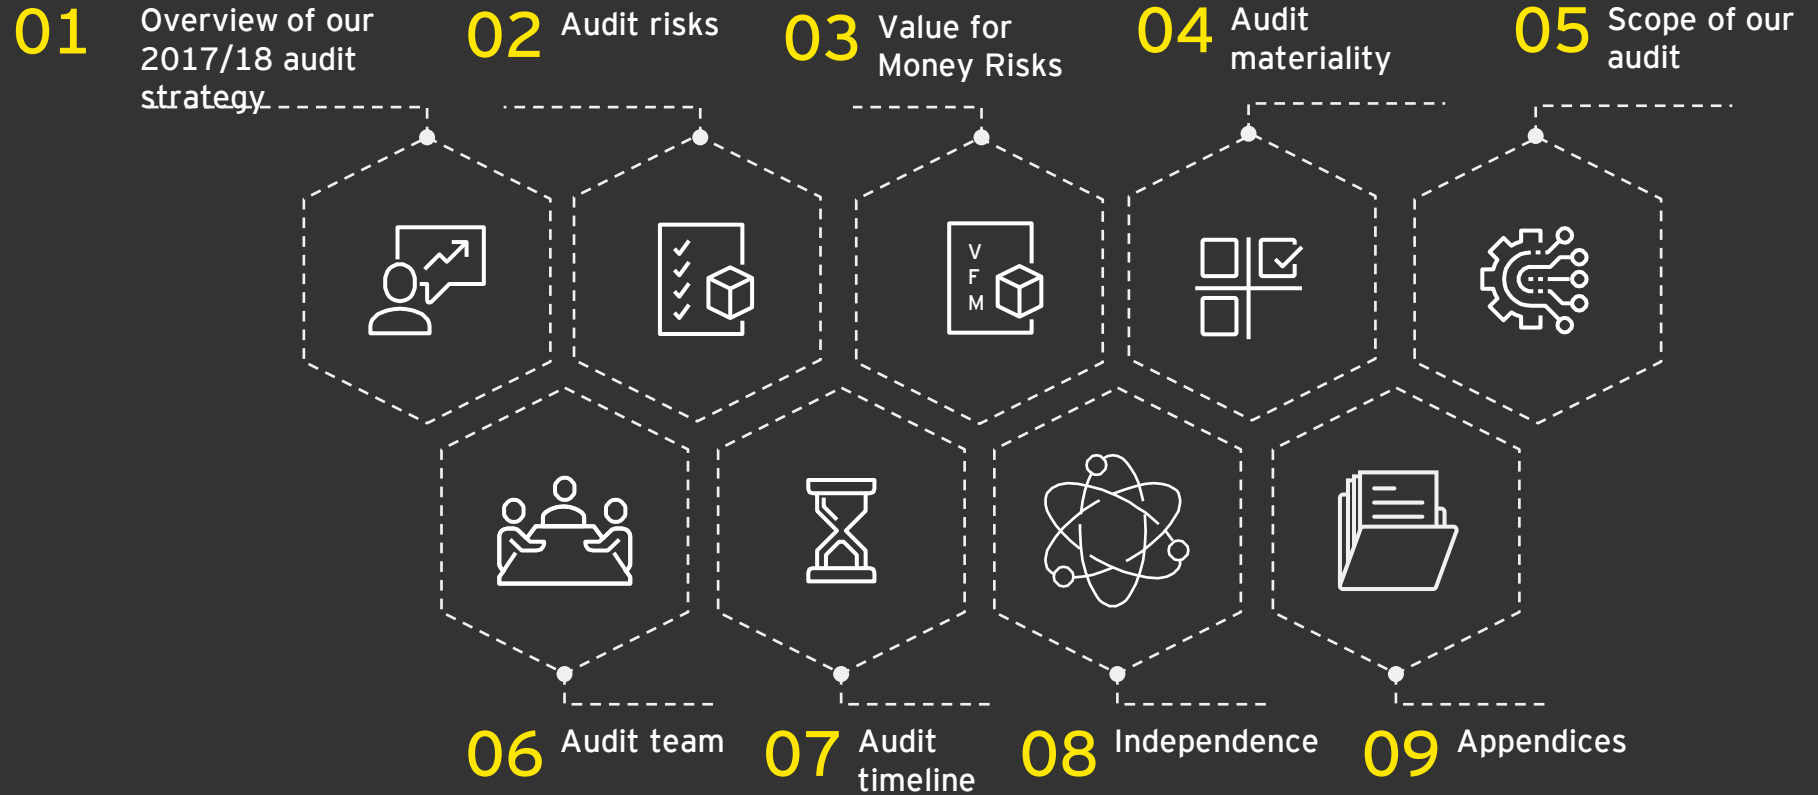 01
Overview of our
2017/18 audit
strategy
02
Audit risks
03
Value for
Money Risks
04
Audit
materiality
05
Scope of our
audit
V
F
M
06
Audit team
07
Audit
timeline
08
Independence
09
Appendices